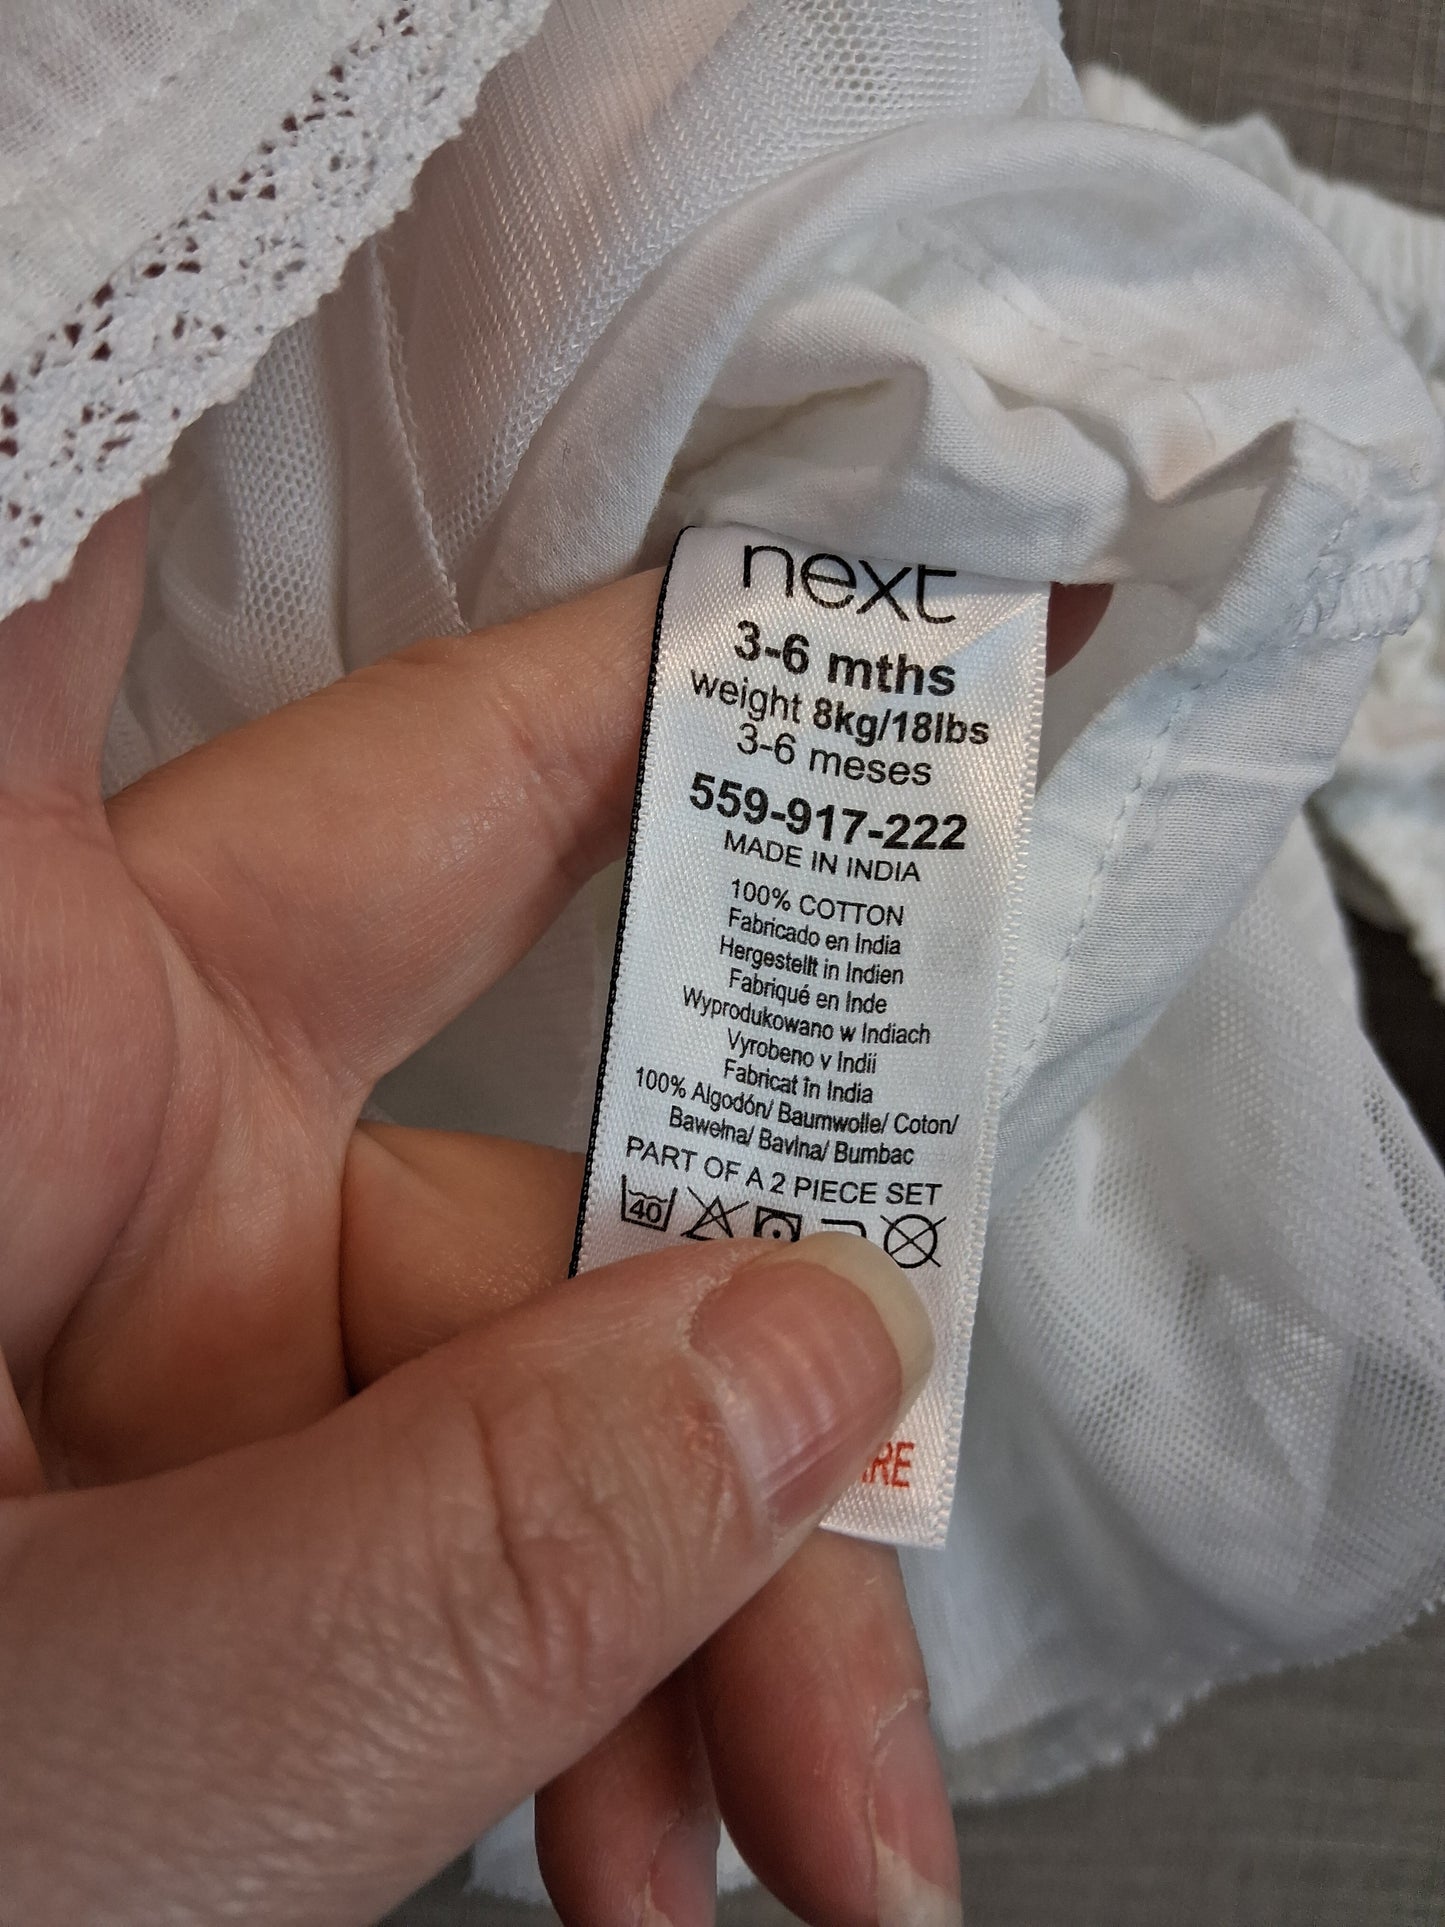 next
3-6 mths
weight 8kg/18lbs
3-6 meses
559-917-222
MADE IN INDIA
100% COTTON
Fabricado en India
Hergestellt in Indien
Fabriqué en Inde
Wyprodukowano w Indiach
Vyrobeno v Indii
Fabricat în India
100% Algodón/ Baumwolle/ Coton/
Bawełna/ Bavlna/ Bumbac
PART OF A 2 PIECE SET
40